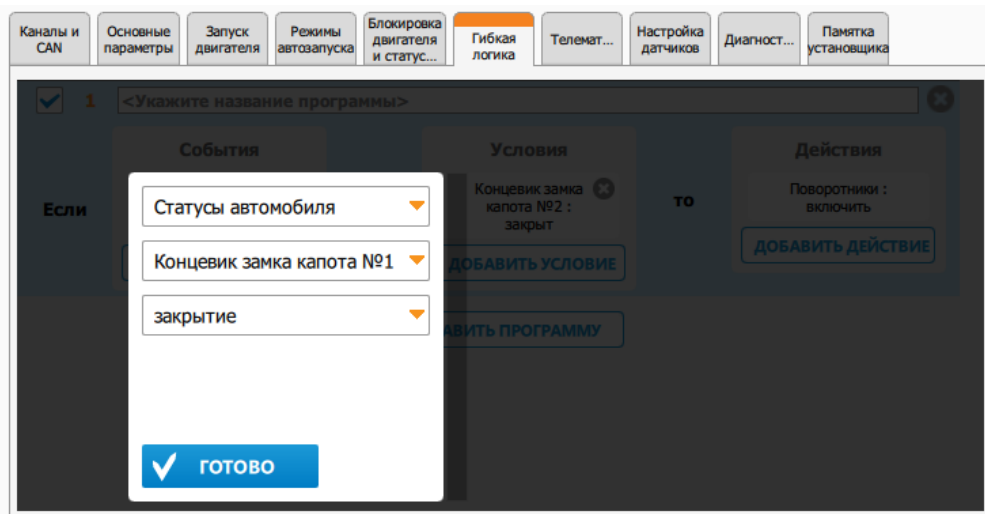 Каналы и
CAN
Основные
параметры
Запуск
двигателя
Режимы
автозапуска
Блокировка
двигателя
и статус...
Гибкая
логика
Телемат...
Настройка
датчиков
Диагност...
Памятка
установщика
1 <Укажите название программы>
События
Условия
Действия
Если
Концевик замка
капота №2 :
закрыт
то
Поворотники :
включить
ДОБАВИТЬ УСЛОВИЕ
ДОБАВИТЬ ДЕЙСТВИЕ
Статусы автомобиля
Концевик замка капота №1
закрытие
ГОТОВО
ПРОГРАММУ